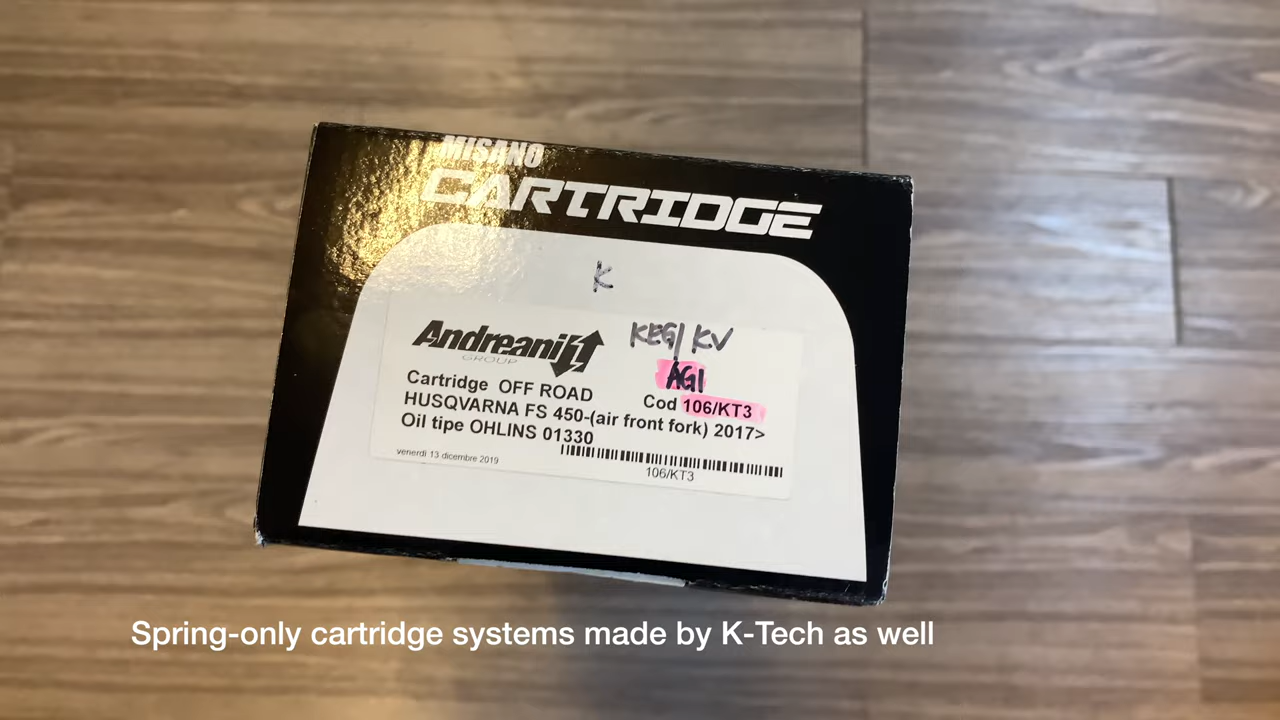 MISANO
CARTRIDGE
K
Andreani
GROUP
KEG/KV
AG1
Cartridge OFF ROAD
Cod 106/KT3
HUSQVARNA FS 450-(air front fork) 2017>
Oil tipe OHLINS 01330
venerdì 13 dicembre 2019
106/KT3
Spring-only cartridge systems made by K-Tech as well